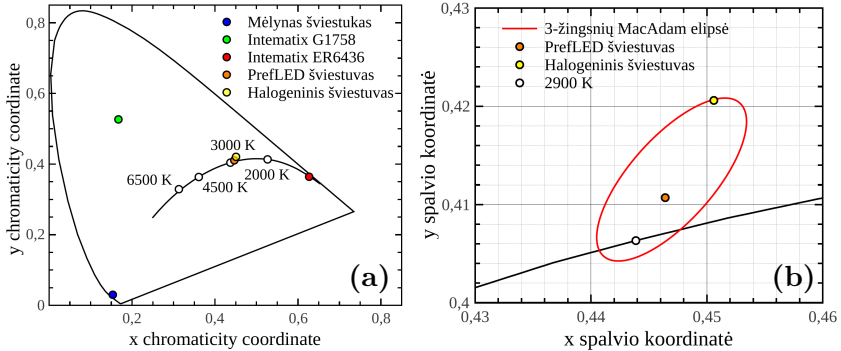 0,8
0,6
0,4
0,2
0
0,2
0,4
0,6
0,8
y chromaticity coordinate
x chromaticity coordinate
Mėlynas šviestukas
Intematix G1758
Intematix ER6436
PrefLED šviestuvas
Halogeninis šviestuvas
3000 K
6500 K
4500 K
2000 K
(a)
0,43
0,42
0,41
0,4
0,43
0,44
0,45
0,46
y spalvio koordinatė
x spalvio koordinatė
3-žingsnių MacAdam elipsė
PrefLED šviestuvas
Halogeninis šviestuvas
2900 K
(b)